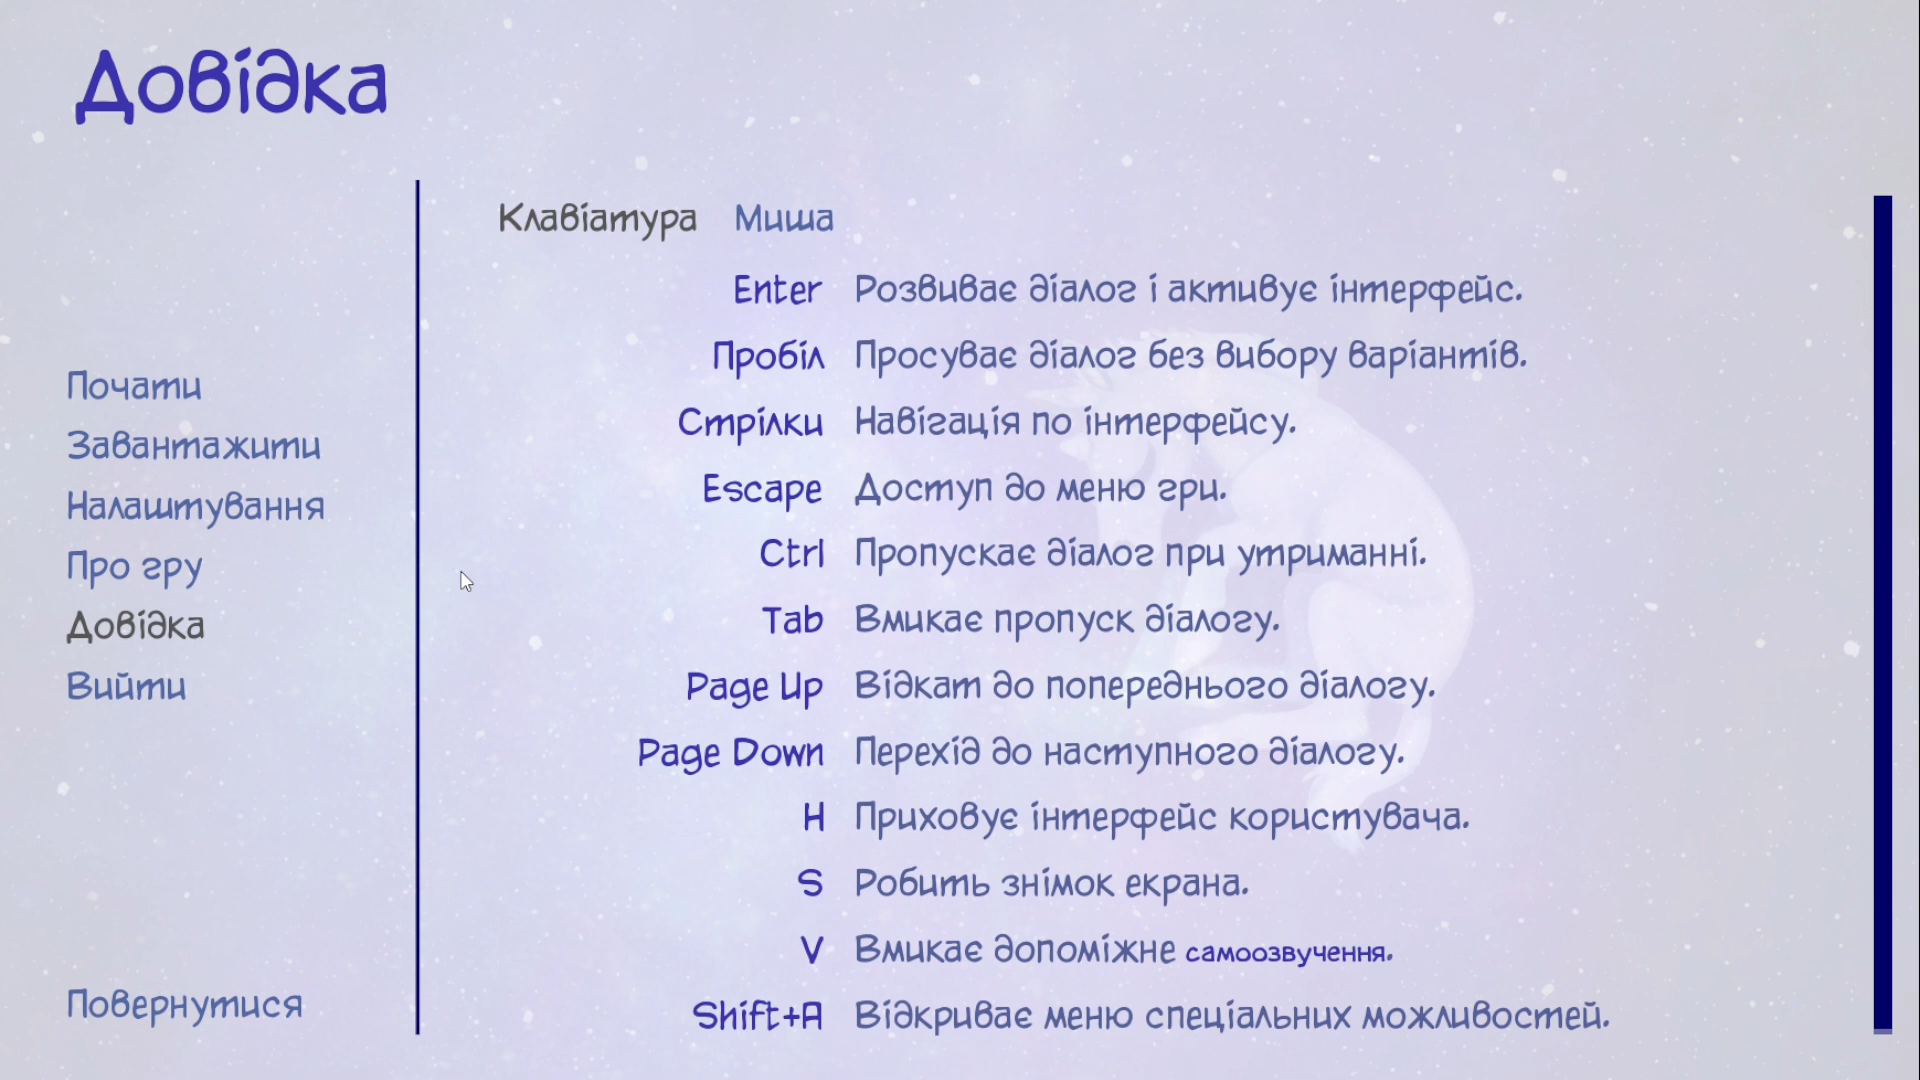 Довідка
Клавіатура Миша
Enter Розвиває діалог і активує інтерфейс.
Пробіл Просуває діалог без вибору варіантів.
Стрілки Навігація по інтерфейсу.
Escape Доступ до меню гри.
Ctrl Пропускає діалог при утриманні.
Tab Вмикає пропуск діалогу.
Page Up Відкат до попереднього діалогу.
Page Down Перехід до наступного діалогу.
H Приховує інтерфейс користувача.
S Робить знімок екрана.
V Вмикає допоміжне самоозвучення.
Shift+A Відкриває меню спеціальних можливостей.
Почати
Завантажити
Налаштування
Про гру
Довідка
Вийти
Повернутися